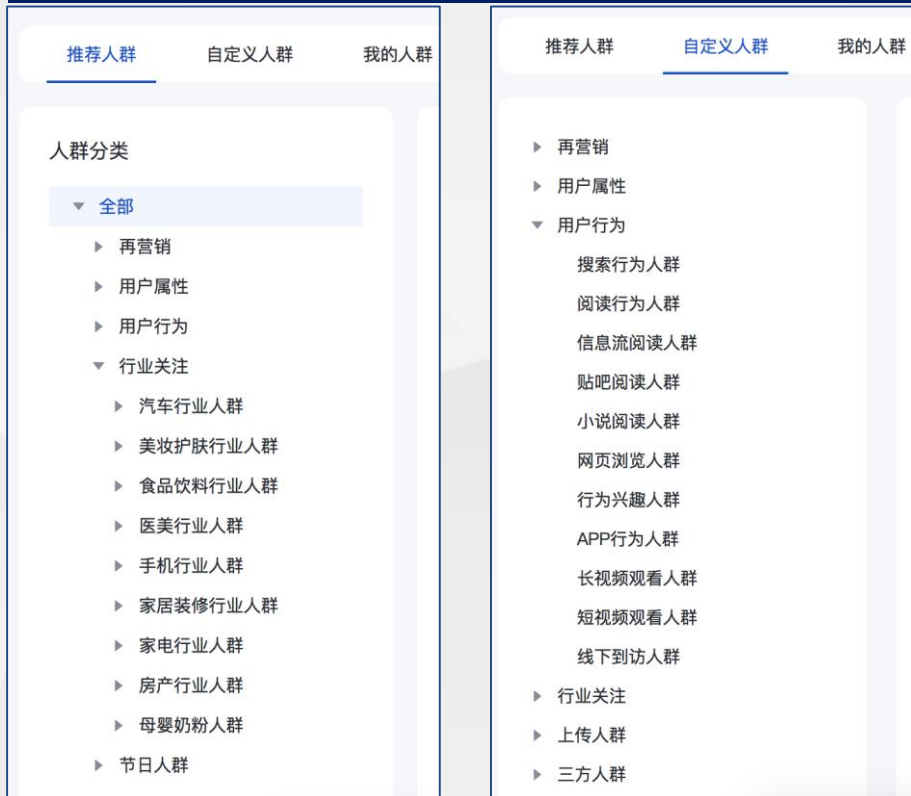 推荐人群 自定义人群 我的人群
人群分类
全部
再营销
用户属性
用户行为
行业关注
汽车行业人群
美妆护肤行业人群
食品饮料行业人群
医美行业人群
手机行业人群
家居装修行业人群
家电行业人群
房产行业人群
母婴奶粉人群
节日人群
推荐人群 自定义人群 我的人群
再营销
用户属性
用户行为
搜索行为人群
阅读行为人群
信息流阅读人群
贴吧阅读人群
小说阅读人群
网页浏览人群
行为兴趣人群
APP行为人群
长视频观看人群
短视频观看人群
线下到访人群
行业关注
上传人群
三方人群